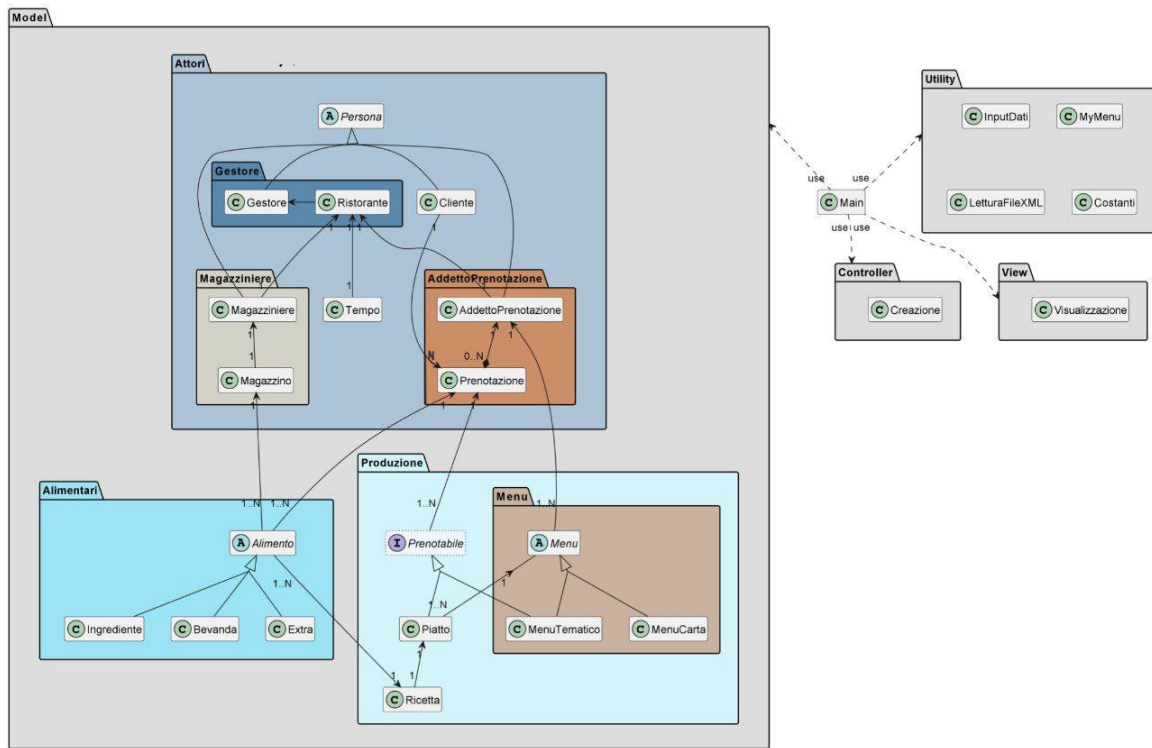 Model
Attori
A Persona
Gestore
C Gestore
C Ristorante
C Cliente
1
1
1
1
Magazziniere
1
C Magazziniere
1
1
C Magazzino
1
1
C Tempo
AddettoPrenotazione
1
C AddettoPrenotazione
1
1
0..N
N
C Prenotazione
1
1
Alimentari
1..N
1..N
A Alimento
1..N
C Ingrediente
C Bevanda
C Extra
Produzione
1..N
I Prenotabile
Menu
1..N
A Menu
1
1..N
C Piatto
C MenuTematico
C MenuCarta
1
1
1
C Ricetta
use
use
C Main
use
use
Utility
C InputDati
C MyMenu
C LetturaFileXML
C Costanti
Controller
C Creazione
View
C Visualizzazione